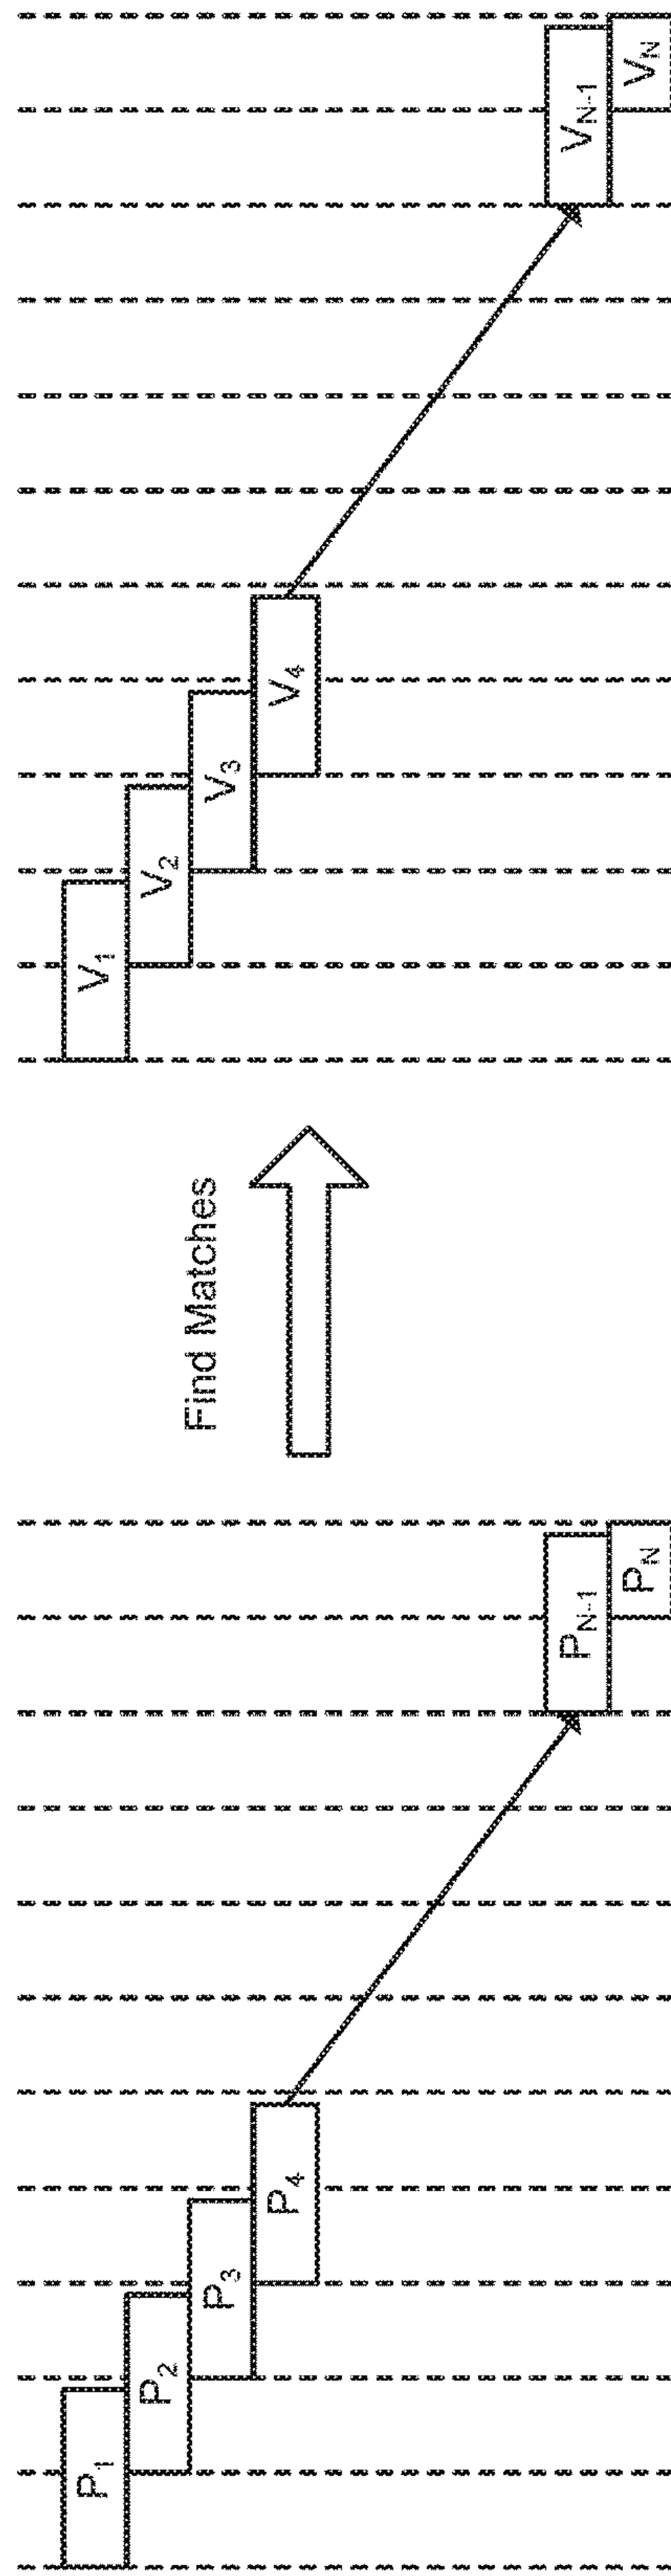 P1
P2
P3
P4
PN-1
PN
Find Matches
V1
V2
V3
V4
VN-1
VN